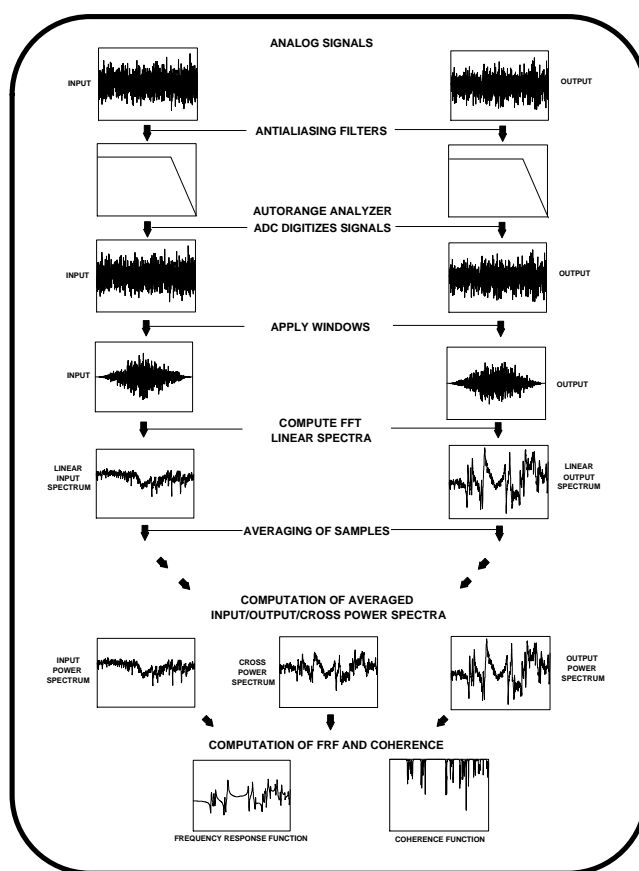 ANALOG SIGNALS
INPUT
OUTPUT
ANTIALIASING FILTERS
AUTORANGE ANALYZER
ADC DIGITIZES SIGNALS
INPUT
OUTPUT
APPLY WINDOWS
INPUT
OUTPUT
COMPUTE FFT
LINEAR SPECTRA
LINEAR
INPUT
SPECTRUM
LINEAR
OUTPUT
SPECTRUM
AVERAGING OF SAMPLES
COMPUTATION OF AVERAGED
INPUT/OUTPUT/CROSS POWER SPECTRA
INPUT
POWER
SPECTRUM
CROSS
POWER
SPECTRUM
OUTPUT
POWER
SPECTRUM
COMPUTATION OF FRF AND COHERENCE
FREQUENCY RESPONSE FUNCTION
COHERENCE FUNCTION